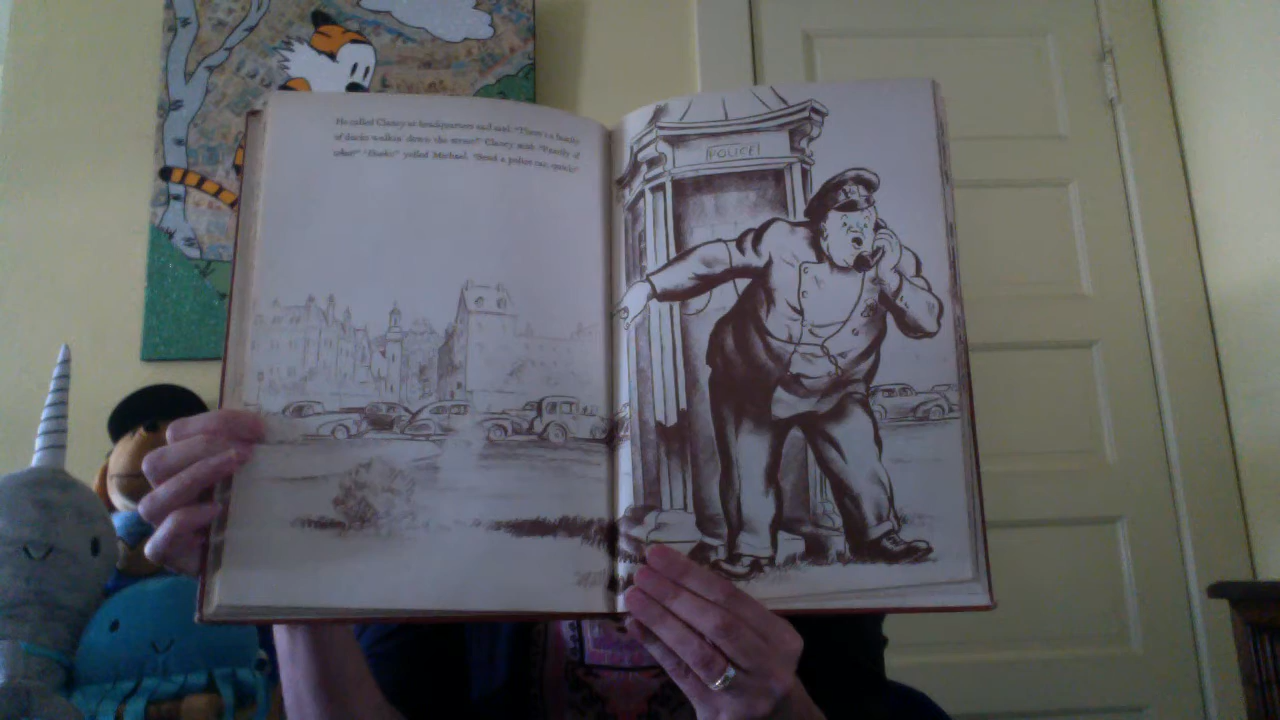 He called Clancy at headquarters and said: "There's a family
of ducks walkin' down the street!" Clancy said: "Family of
what?" "Ducks!" yelled Michael. "Send a police car, quick!"
POLICE